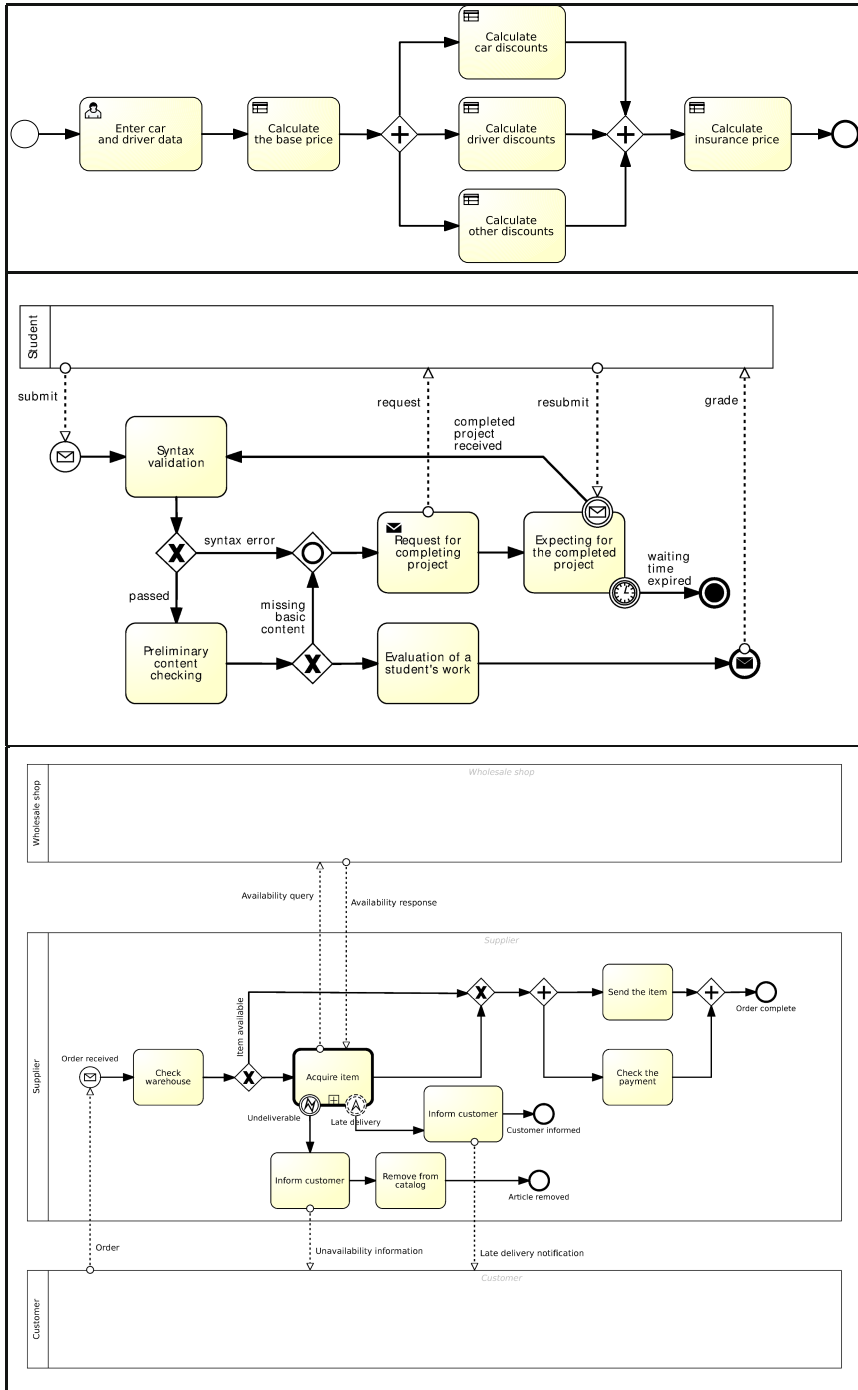 Calculate
car discounts
Enter car
and driver data
Calculate
the base price
Calculate
driver discounts
Calculate
insurance price
Calculate
other discounts
Student
submit
request
resubmit
grade
completed
project
received
Syntax
validation
syntax error
Request for
completing
project
Expecting for
the completed
project
waiting
time
expired
passed
missing
basic
content
Preliminary
content
checking
Evaluation of a
student's work
Wholesale shop
Wholesale shop
Availability query
Availability response
Supplier
Supplier
Item available
Send the item
Order complete
Order received
Check
warehouse
Acquire item
Check the
payment
Undeliverable
Late delivery
Inform customer
Customer informed
Inform customer
Remove from
catalog
Article removed
Order
Unavailability information
Late delivery notification
Customer
Customer